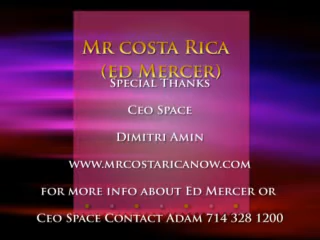 Mr costa Rica
(ed Mercer)
Special Thanks
Ceo Space
Dimitri Amin
www.mrcostaricanow.com
for more info about Ed Mercer or
Ceo Space Contact Adam 714 328 1200